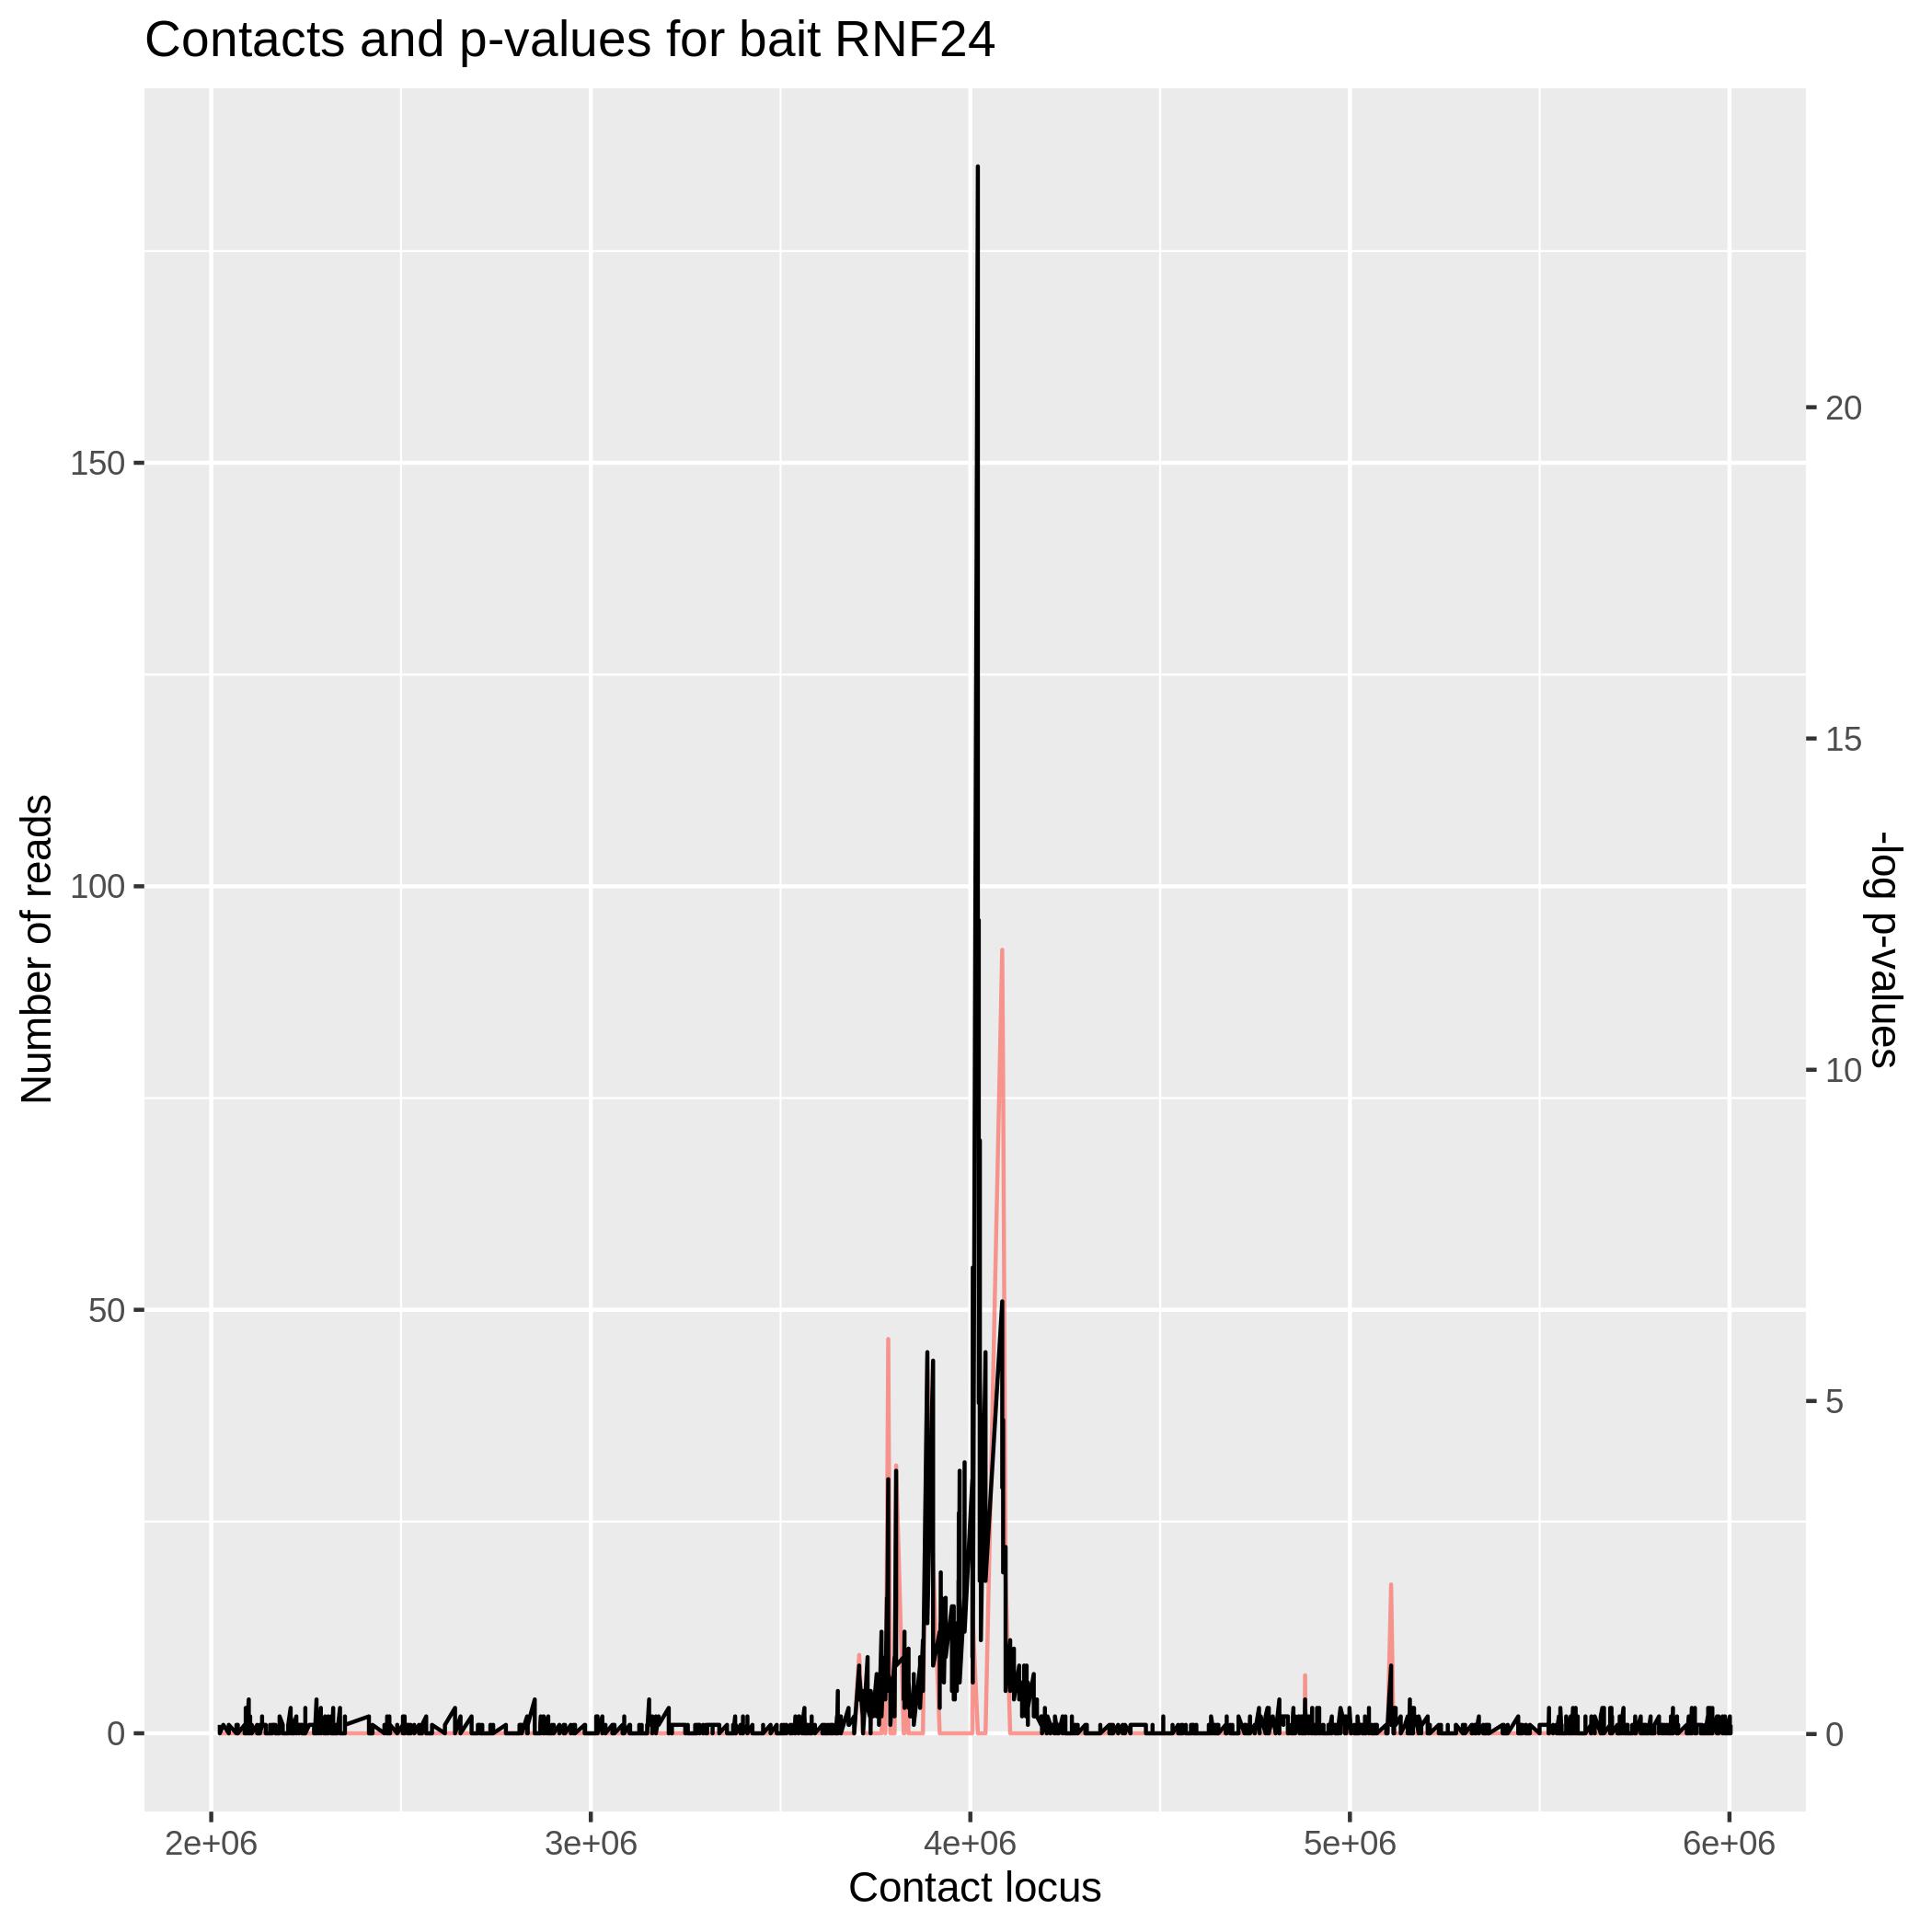 Contacts and p-values for bait RNF24
Number of reads
150
100
50
0
20
15
10
5
0
-log p-values
2e+06 3e+06 4e+06 5e+06 6e+06
Contact locus